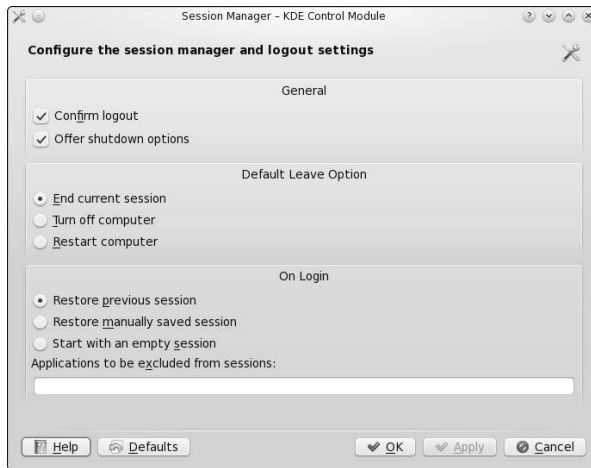 Session Manager – KDE Control Module
Configure the session manager and logout settings
General
Confirm logout
Offer shutdown options
Default Leave Option
End current session
Turn off computer
Restart computer
On Login
Restore previous session
Restore manually saved session
Start with an empty session
Applications to be excluded from sessions:
Help Defaults OK Apply Cancel